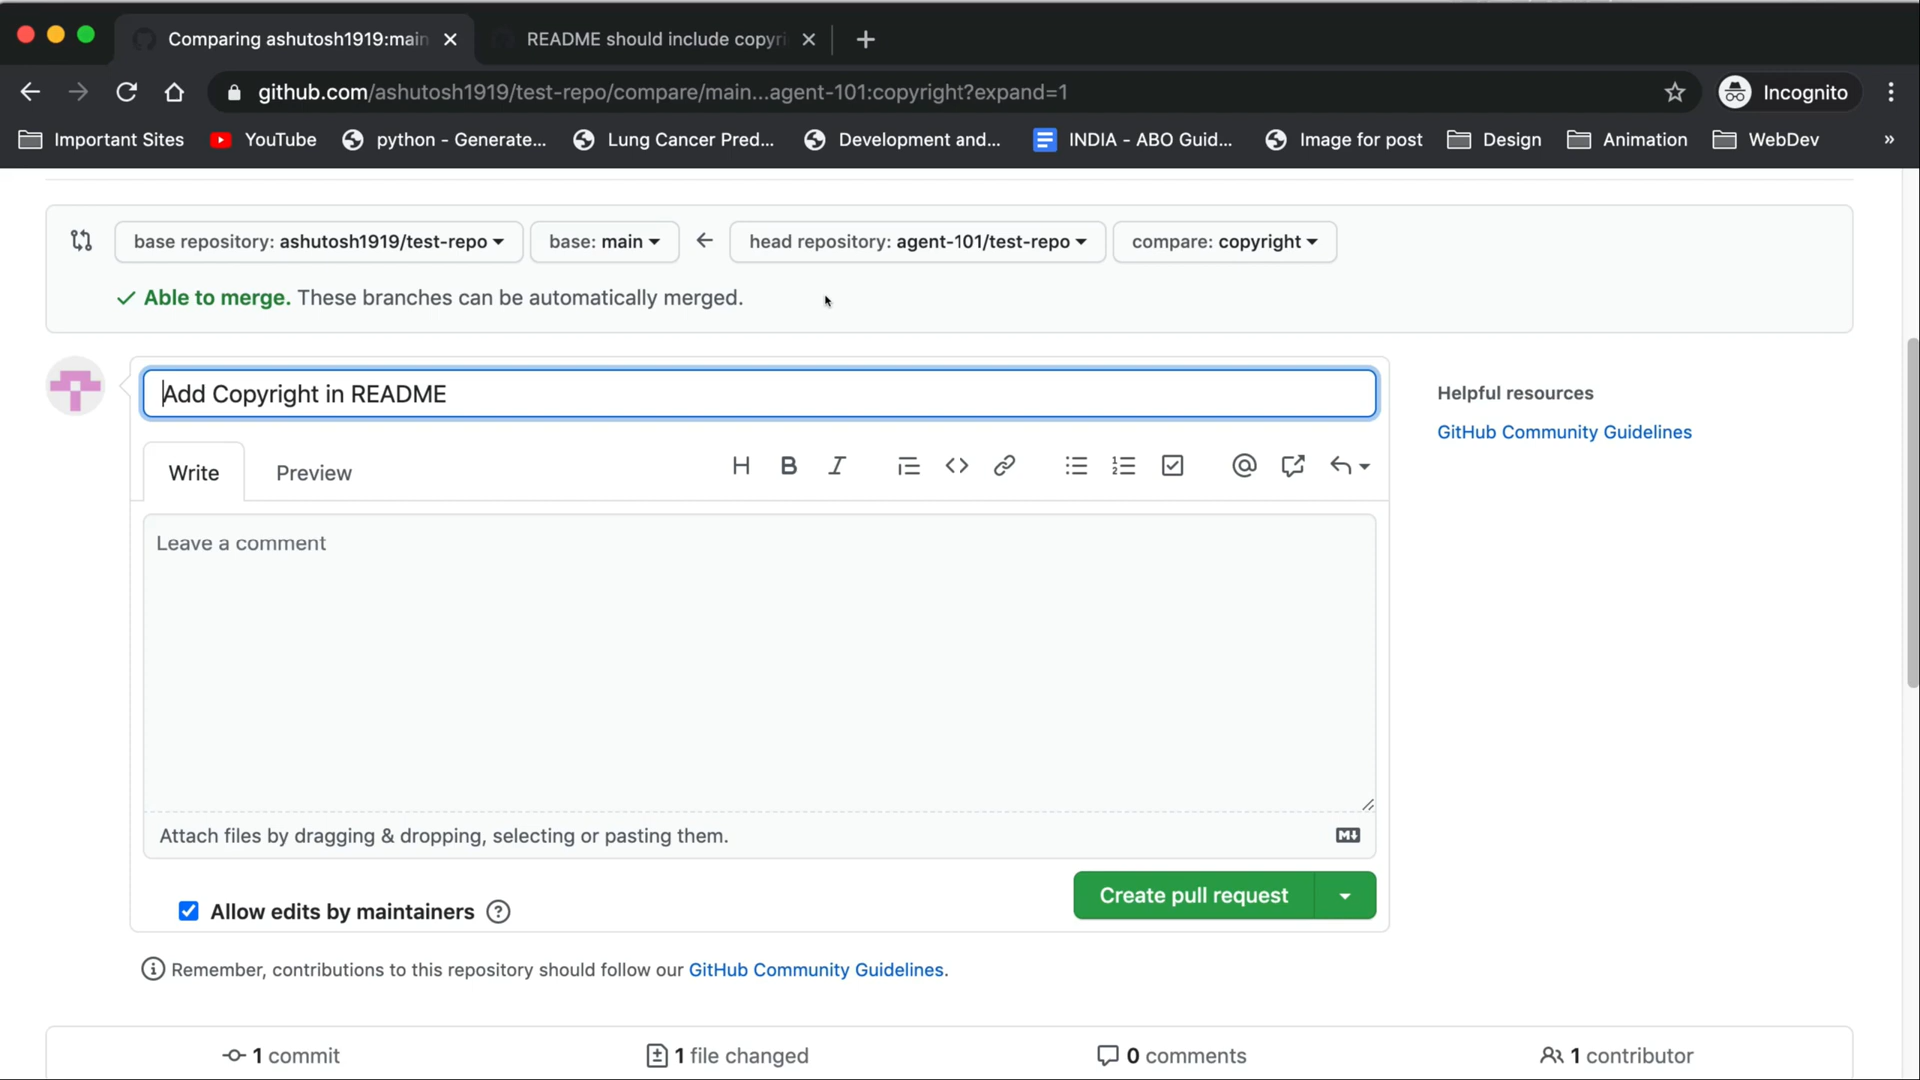 Comparing ashutosh1919:main
README should include copyri
github.com/ashutosh1919/test-repo/compare/main...agent-101:copyright?expand=1
Incognito
Important Sites
YouTube
python - Generate...
Lung Cancer Pred...
Development and...
INDIA - ABO Guid...
Image for post
Design
Animation
WebDev
»
base repository: ashutosh1919/test-repo
base: main
head repository: agent-101/test-repo
compare: copyright
Able to merge. These branches can be automatically merged.
Add Copyright in README
Helpful resources
GitHub Community Guidelines
Write
Preview
Leave a comment
Attach files by dragging & dropping, selecting or pasting them.
Allow edits by maintainers
Create pull request
Remember, contributions to this repository should follow our GitHub Community Guidelines.
1 commit
1 file changed
0 comments
1 contributor